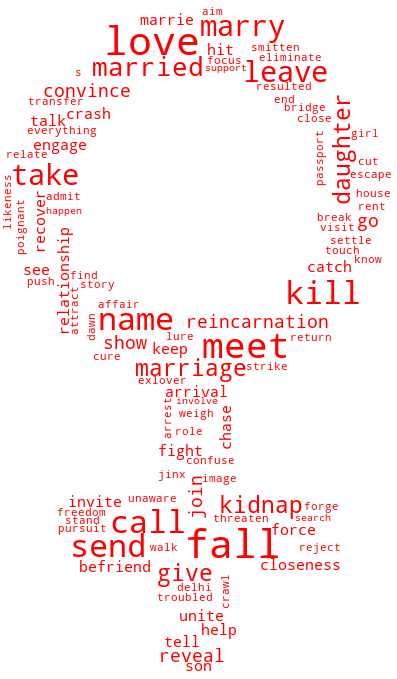 aim
marrie
marry
love
hit
smitten
eliminate
focus
married
support
leave
s
resulted
convince
end
transfer
bridge
crash
close
talk
everything
daughter
girl
engage
passport
relate
cut
take
escape
likeness
admit
house
poignant
recover
happen
rent
break
go
visit
relationship
settle
touch
know
see
find
catch
push
story
attract
kill
affair
dawn
name
reincarnation
lure
show
meet
return
keep
cure
marriage
strike
exlover
arrival
arrest
involve
chase
weigh
role
fight
confuse
jinx
image
join
invite
unaware
kidnap
forge
freedom
call
threaten
search
stand
pursuit
fall
force
send
walk
reject
befriend
give
closeness
delhi
crawl
troubled
unite
help
tell
reveal
son